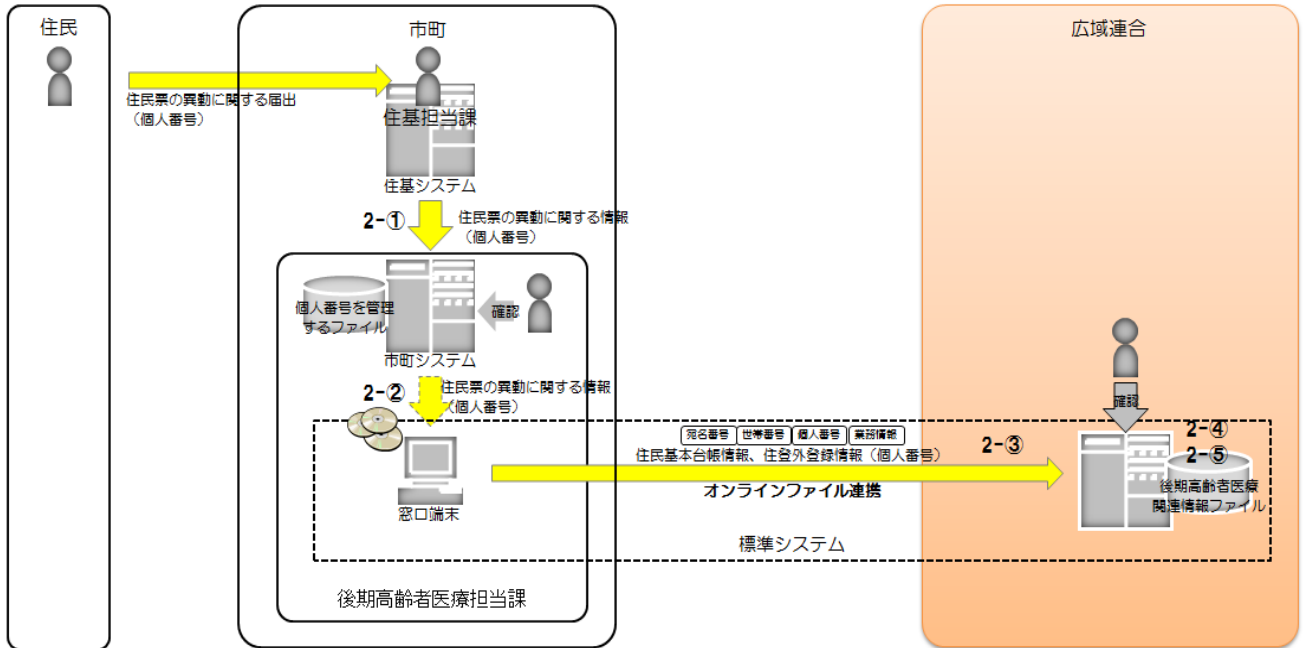 住民
市町
広域連合
住民票の異動に関する届出
（個人番号）
住基担当課
住基システム
2-①
住民票の異動に関する情報
（個人番号）
個人番号を管理
するファイル
確認
市町システム
2-②
住民票の異動に関する情報
（個人番号）
窓口端末
宛名番号 世帯番号 個人番号 業務情報
住民基本台帳情報、住登外登録情報（個人番号）
2-③
オンラインファイル連携
確認
2-④
2-⑤
後期高齢者医療
関連情報ファイル
標準システム
後期高齢者医療担当課